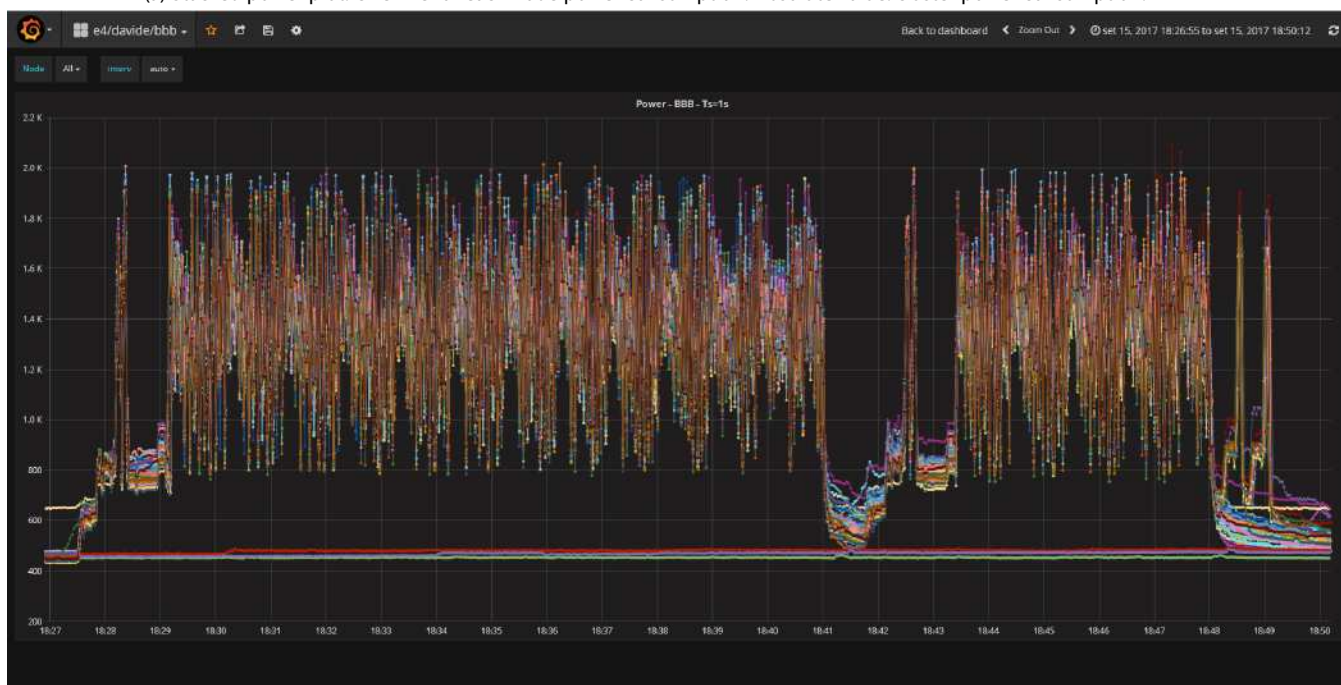 e4/davide/bbb
Back to dashboard Zoom Out set 15, 2017 18:26:55 to set 15, 2017 18:50:12
Node All auto
Power - BBB - Ts=1s
2.2 K
2.0 K
1.8 K
1.6 K
1.4 K
1.2 K
1.0 K
800
600
400
200
18:27 18:28 18:29 18:30 18:31 18:32 18:33 18:34 18:35 18:36 18:37 18:38 18:39 18:40 18:41 18:42 18:43 18:44 18:45 18:46 18:47 18:48 18:49 18:50